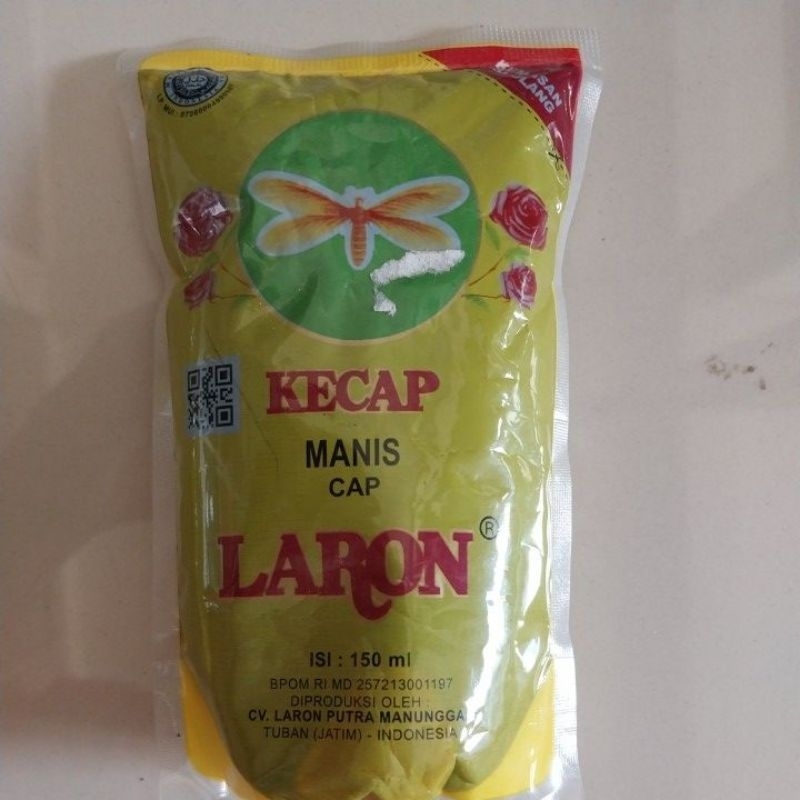 KECAP
MANIS
CAP
LARON®
ISI : 150 ml
BPOM RI MD 257213001197
DIPRODUKSI OLEH :
CV. LARON PUTRA MANUNGGA
TUBAN (JATIM) - INDONESIA